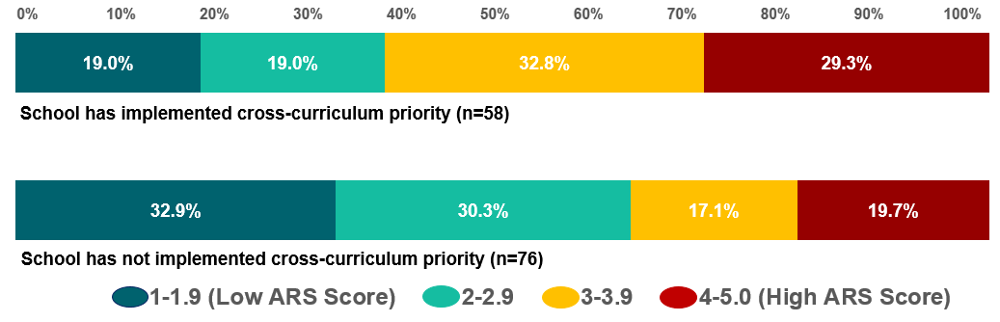 0% 10% 20% 30% 40% 50% 60% 70% 80% 90% 100%
19.0% 19.0% 32.8% 29.3%
School has implemented cross-curriculum priority (n=58)
32.9% 30.3% 17.1% 19.7%
School has not implemented cross-curriculum priority (n=76)
1-1.9 (Low ARS Score) 2-2.9 3-3.9 4-5.0 (High ARS Score)